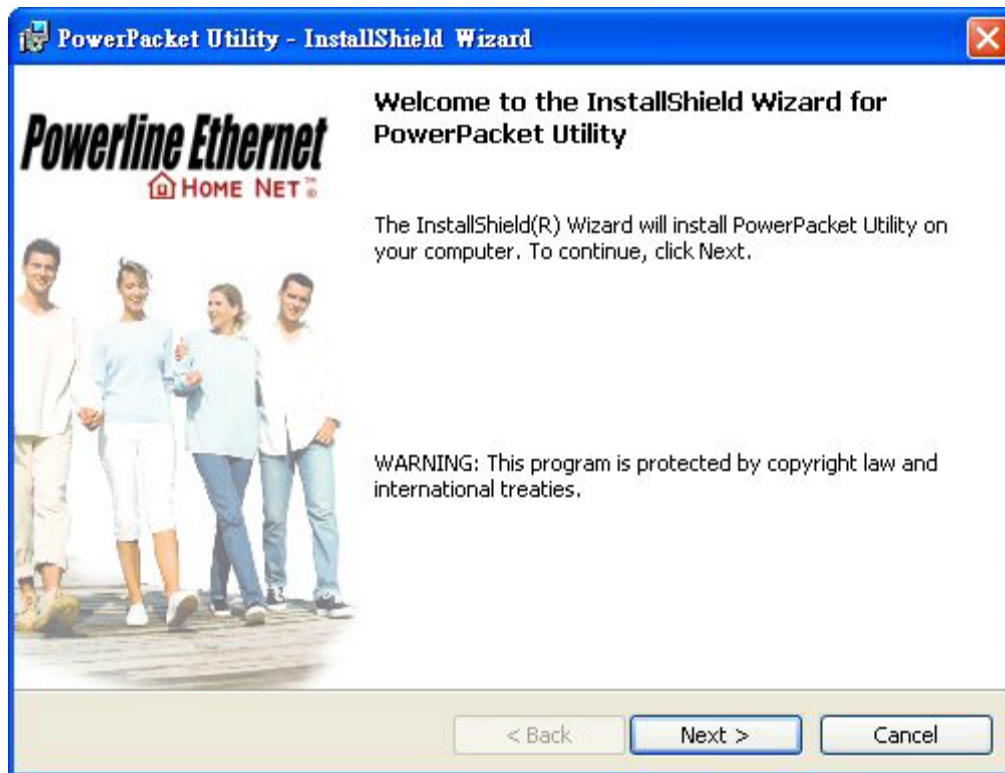 PowerPacket Utility - InstallShield Wizard
Powerline Ethernet
HOME NET™ ®
Welcome to the InstallShield Wizard for
PowerPacket Utility
The InstallShield(R) Wizard will install PowerPacket Utility on
your computer. To continue, click Next.
WARNING: This program is protected by copyright law and
international treaties.
< Back
Next >
Cancel